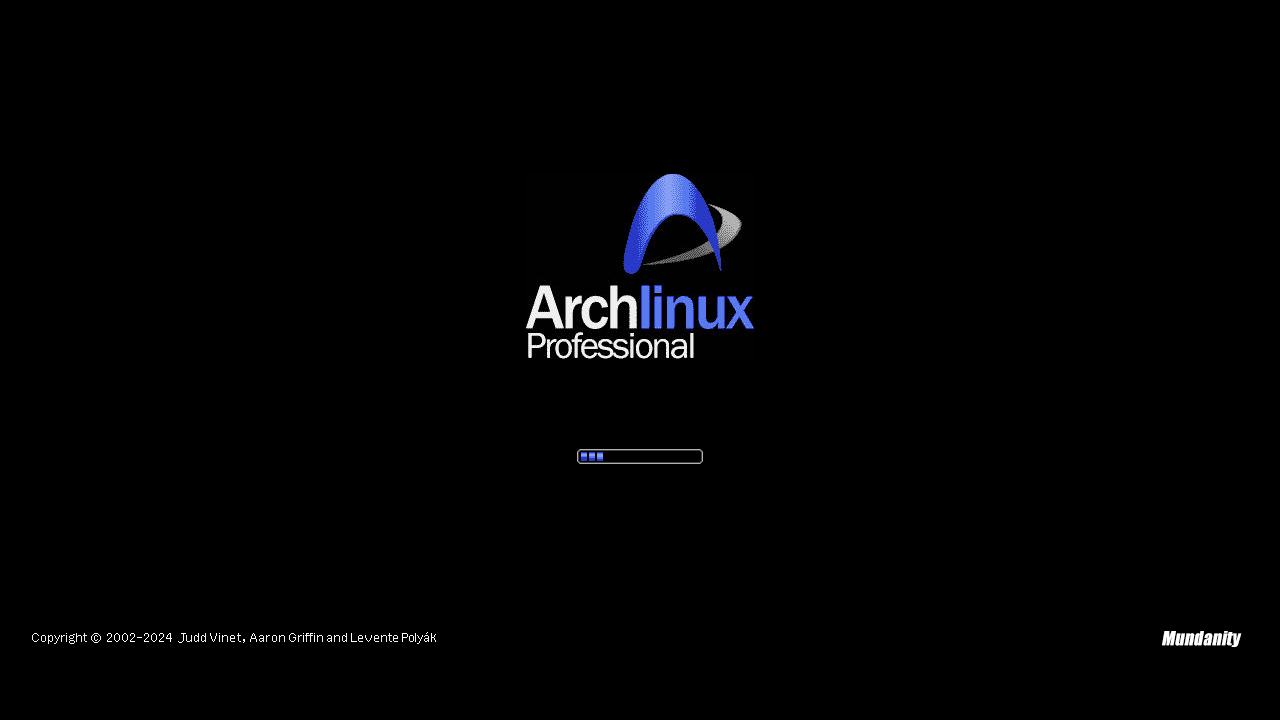 Archlinux
Professional
Copyright © 2002-2024 Judd Vinet, Aaron Griffin and Levente Polyák
Mundanity